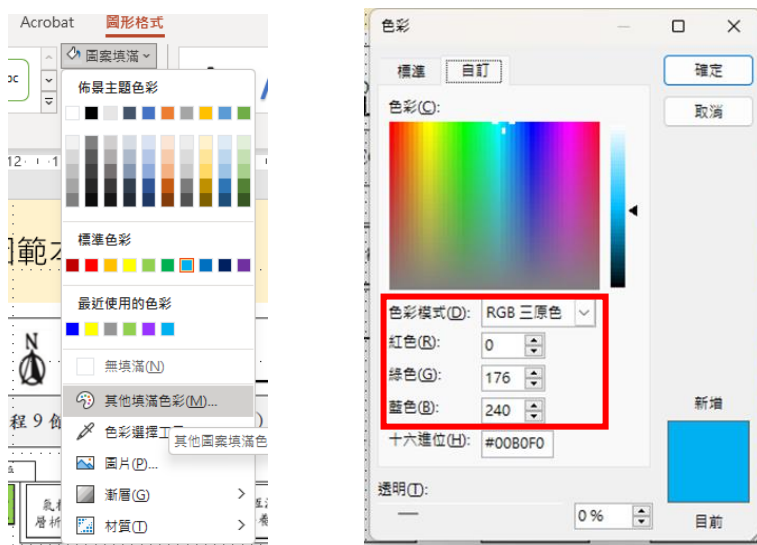 Acrobat 圖形格式
圖案填滿
佈景主題色彩
12 1
範
標準色彩
最近使用的色彩
N
無填滿(N)
其他填滿色彩(M)...
程 9
色彩選擇工
其他圖案填滿色
圖片(P)...
漸層(G)
材質(T)
層析
色彩
標準 自訂
確定
取消
色彩(C):
色彩模式(D): RGB 三原色
紅色(R): 0
綠色(G): 176
藍色(B): 240
十六進位(H): #00B0F0
透明(T):
0 %
新增
目前